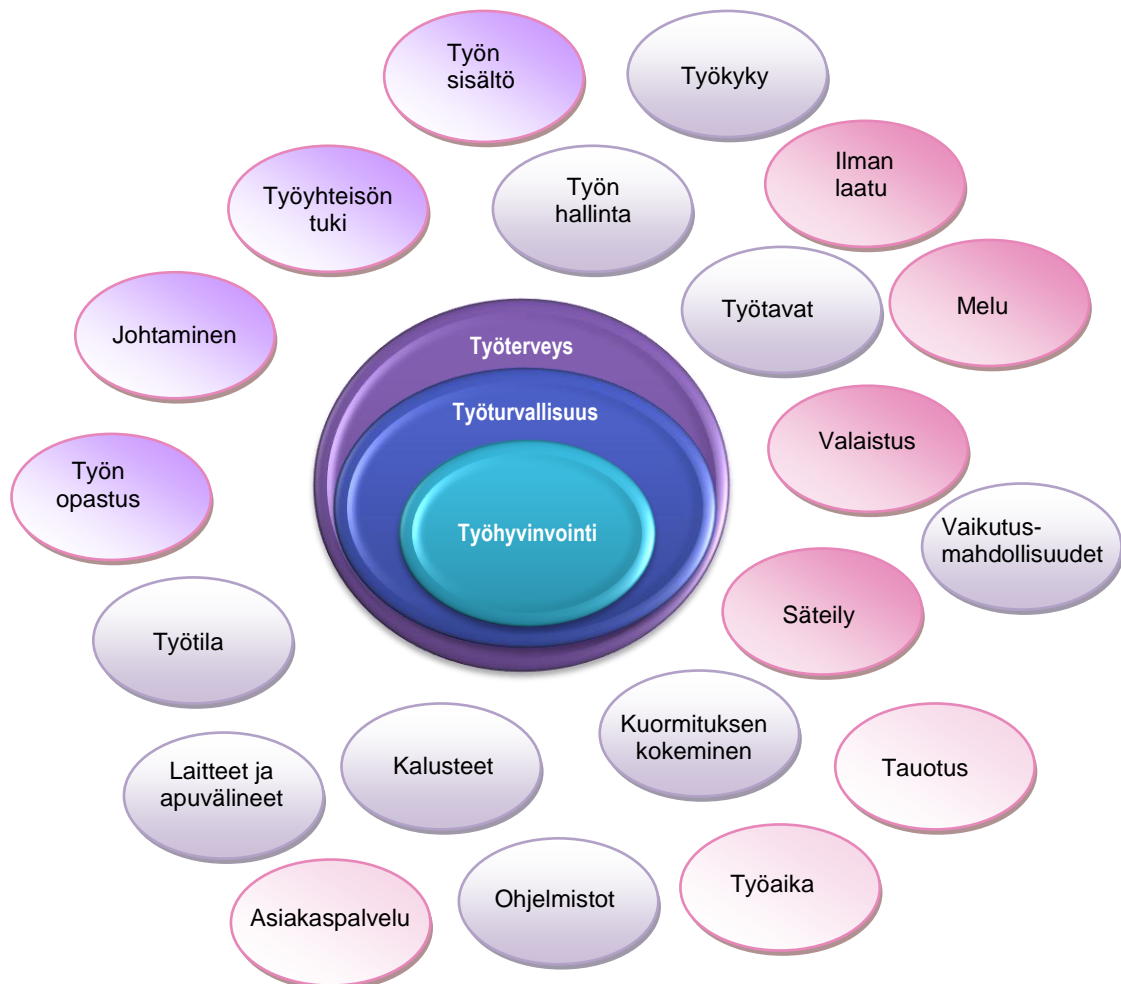 Työn
sisältö
Työkyky
Ilman
laatu
Työyhteisön
tuki
Työn
hallinta
Työtavat
Melu
Johtaminen
Työterveys
Työturvallisuus
Työhyvinvointi
Valaistus
Työn
opastus
Vaikutus-
mahdollisuudet
Säteily
Työtila
Kuormituksen
kokeminen
Laitteet ja
apuvälineet
Kalusteet
Tauotus
Työaika
Ohjelmistot
Asiakaspalvelu